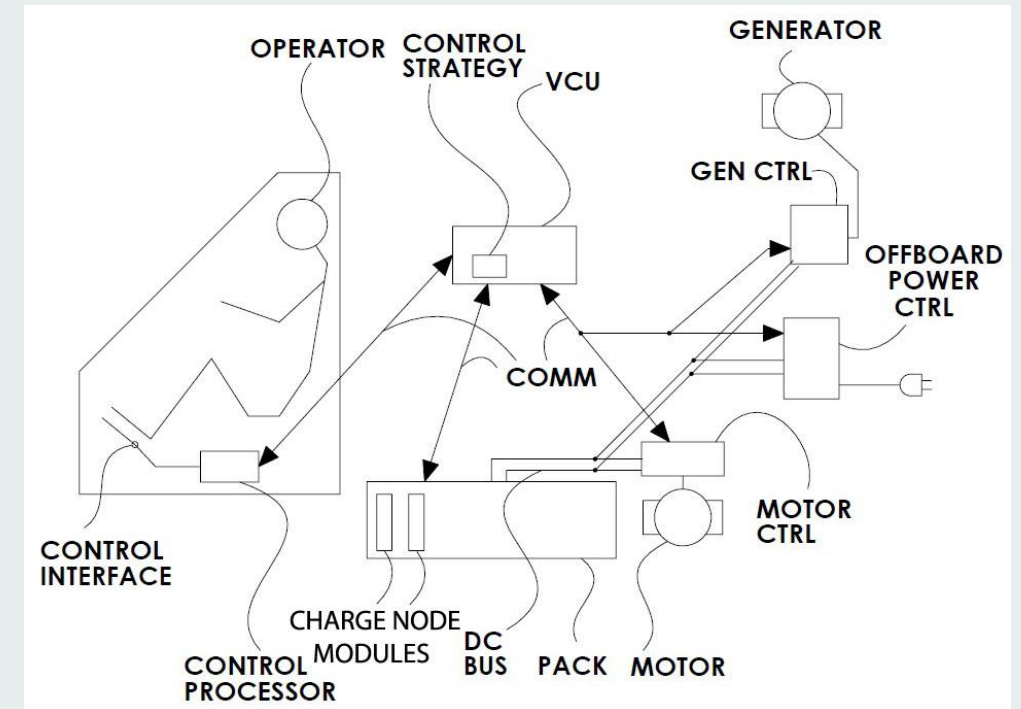 OPERATOR
CONTROL
STRATEGY
VCU
GENERATOR
GEN CTRL
OFFBOARD
POWER
CTRL
COMM
MOTOR
CTRL
CONTROL
INTERFACE
CHARGE NODE
MODULES
CONTROL
PROCESSOR
DC
BUS
PACK
MOTOR